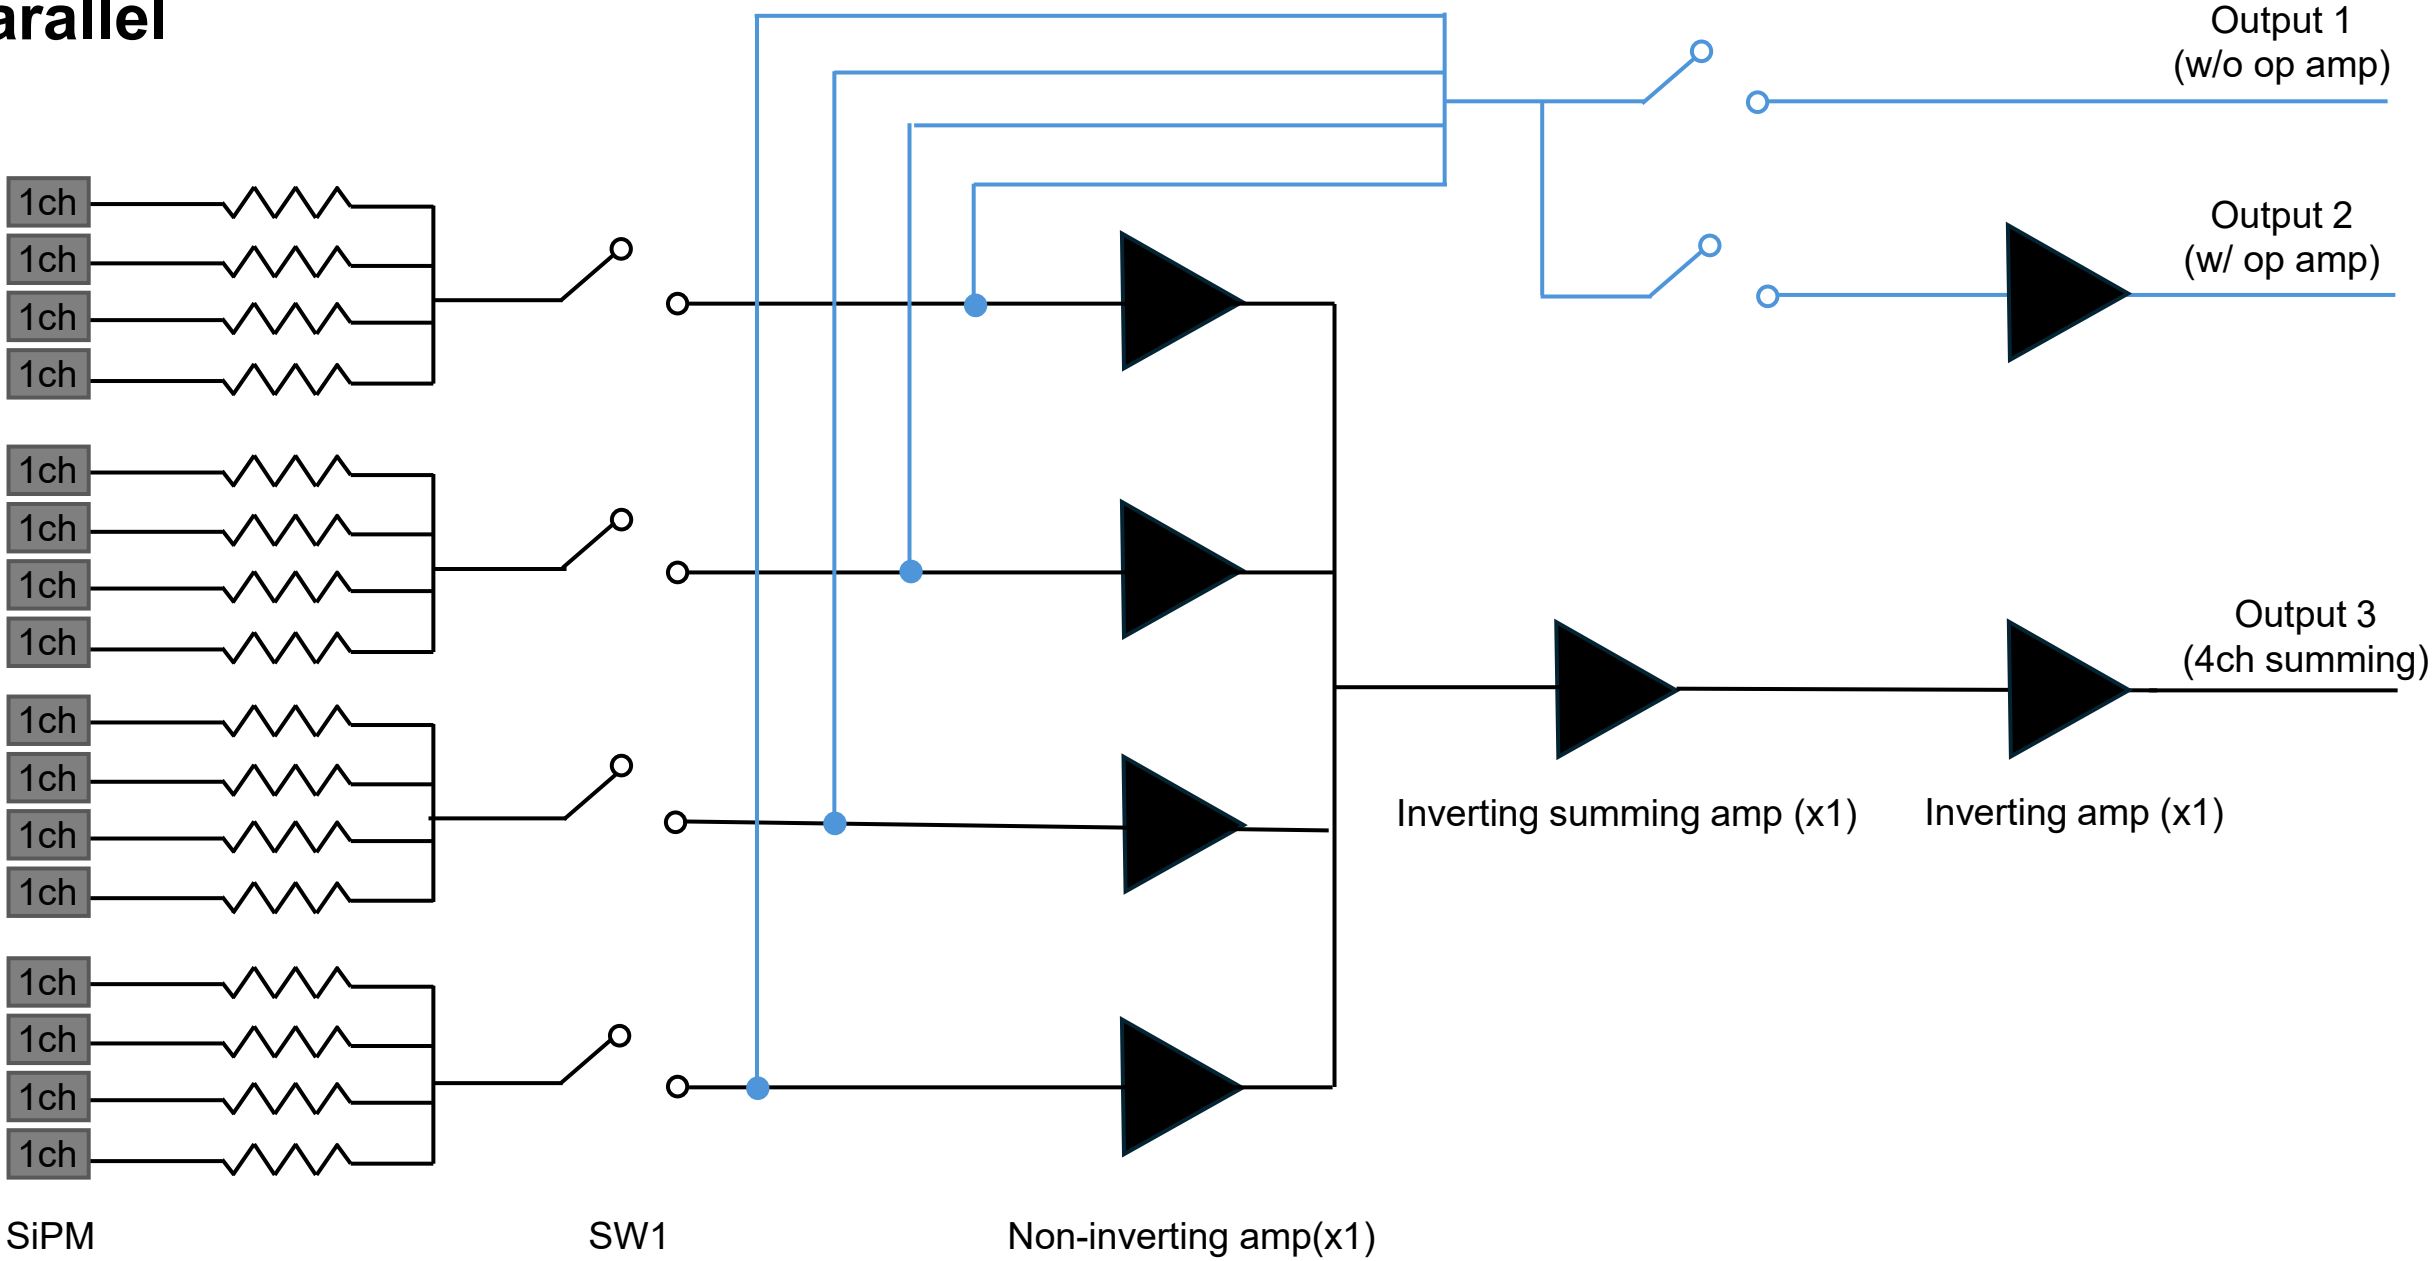 arallel
Output 1
(w/o op amp)
Output 2
(w/ op amp)
1ch
1ch
1ch
1ch
1ch
1ch
1ch
1ch
Output 3
(4ch summing)
1ch
1ch
1ch
1ch
Inverting summing amp (x1)
Inverting amp (x1)
1ch
1ch
1ch
1ch
SiPM
SW1
Non-inverting amp(x1)